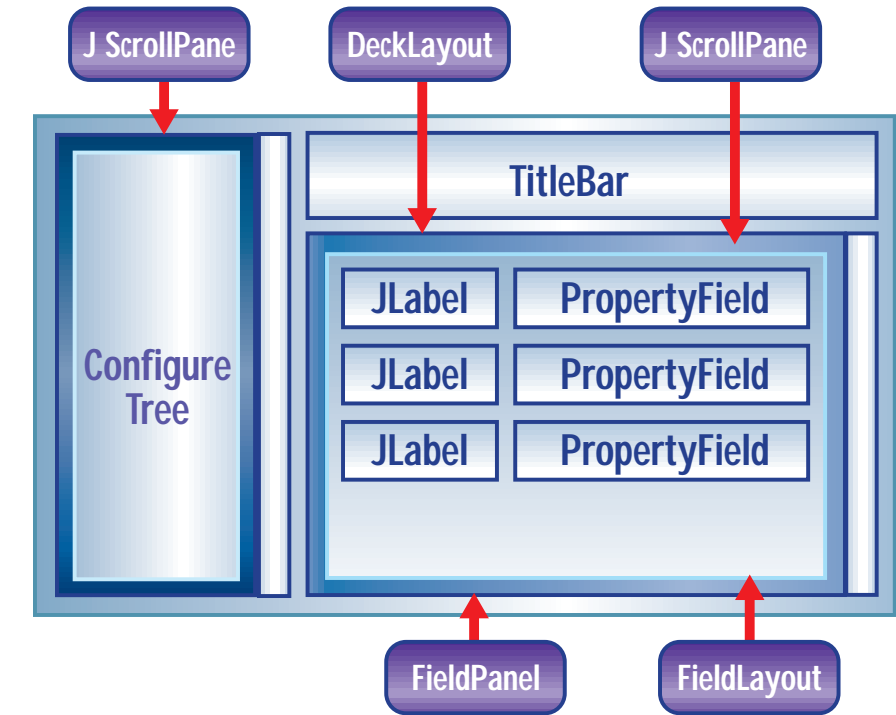 J ScrollPane
DeckLayout
J ScrollPane
TitleBar
JLabel
PropertyField
JLabel
PropertyField
JLabel
PropertyField
Configure
Tree
FieldPanel
FieldLayout